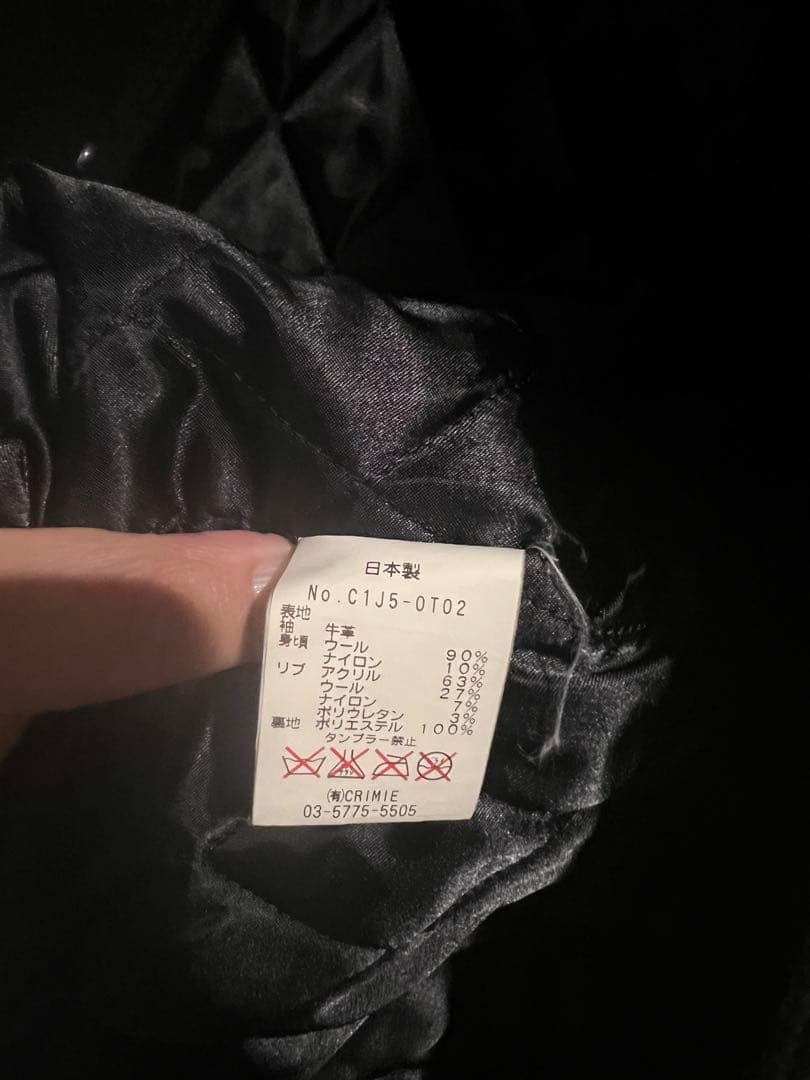 日本製
No.C1J5-0T02
表地
袖 牛革
身頃 ウール 90%
ナイロン 10%
リブ アクリル 63%
ウール 27%
ナイロン 7%
ポリウレタン 3%
裏地 ポリエステル 100%
タンブラー禁止
㈲CRIMIE
03-5775-5505